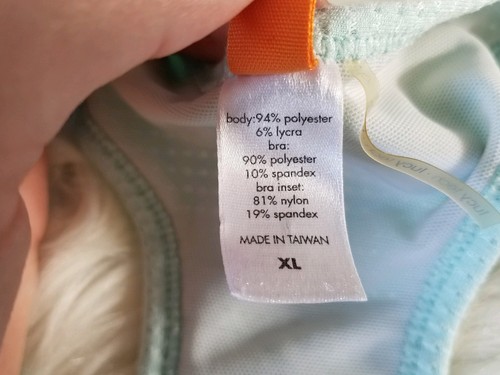 body:94% polyester
6% lycra
bra:
90% polyester
10% spandex
bra inset:
81% nylon
19% spandex
MADE IN TAIWAN
XL